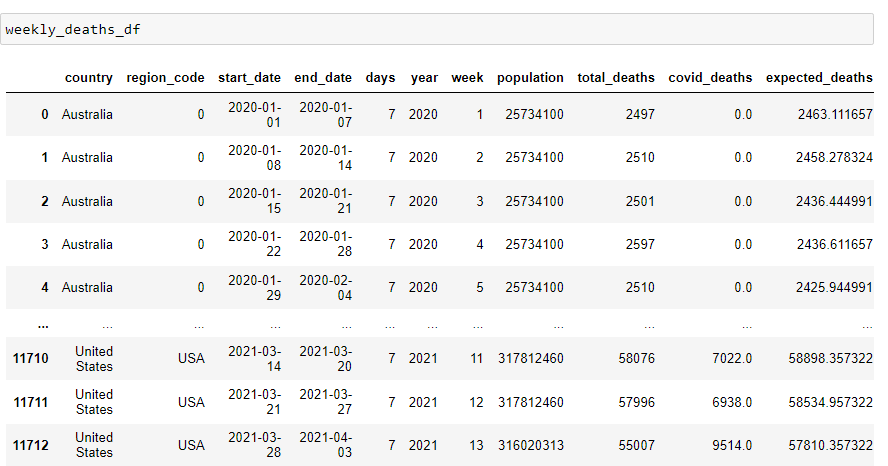 weekly_deaths_df
country region_code start_date end_date days year week population total_deaths covid_deaths expected_deaths
0 Australia 0 2020-01-01 2020-01-07 7 2020 1 25734100 2497 0.0 2463.111657
1 Australia 0 2020-01-08 2020-01-14 7 2020 2 25734100 2510 0.0 2458.278324
2 Australia 0 2020-01-15 2020-01-21 7 2020 3 25734100 2501 0.0 2436.444991
3 Australia 0 2020-01-22 2020-01-28 7 2020 4 25734100 2597 0.0 2436.611657
4 Australia 0 2020-01-29 2020-02-04 7 2020 5 25734100 2510 0.0 2425.944991
... ... ... ... ... ... ... ... ... ... ... ...
11710 United States USA 2021-03-14 2021-03-20 7 2021 11 317812460 58076 7022.0 58898.357322
11711 United States USA 2021-03-21 2021-03-27 7 2021 12 317812460 57996 6938.0 58534.957322
11712 United States USA 2021-03-28 2021-04-03 7 2021 13 316020313 55007 9514.0 57810.357322